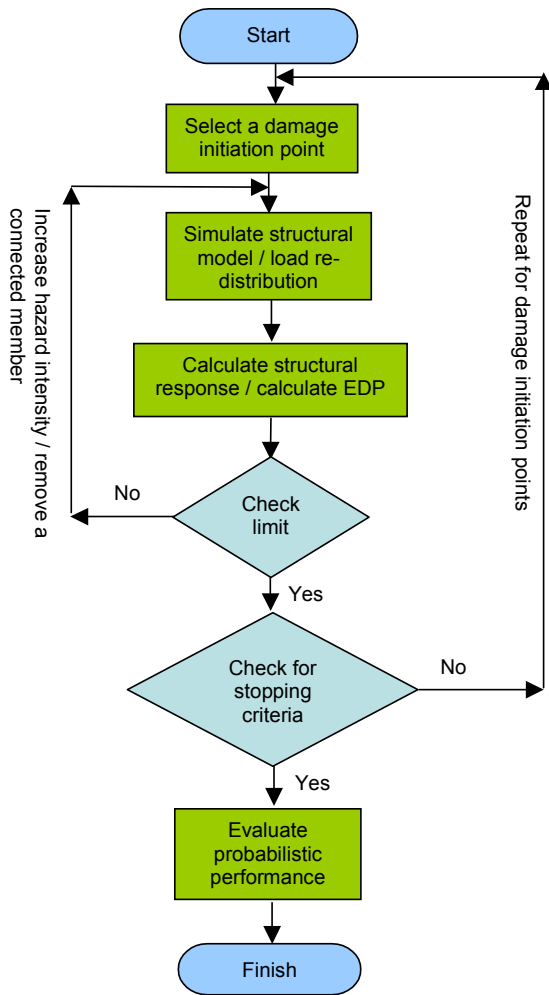 Start
Select a damage
initiation point
Simulate structural
model / load re-
distribution
Calculate structural
response / calculate EDP
Check
limit
No
Increase hazard intensity / remove a
connected member
Yes
Check for
stopping
criteria
No
Repeat for damage initiation points
Yes
Evaluate
probabilistic
performance
Finish